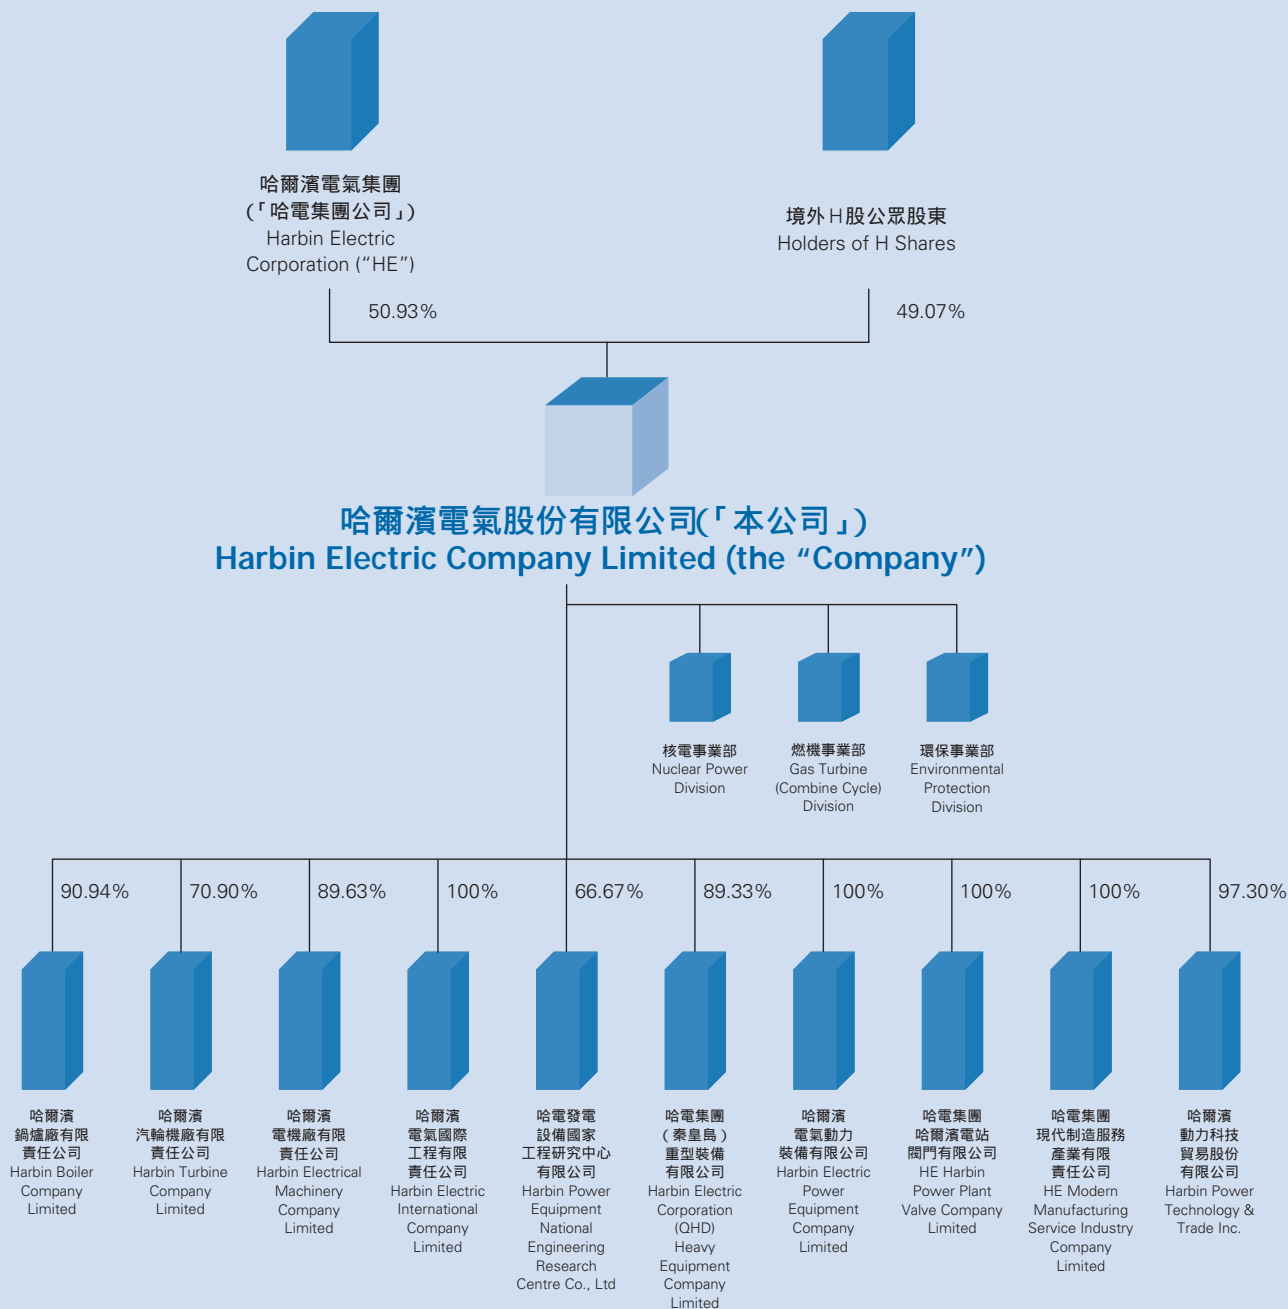 哈爾濱電氣集團
(「哈電集團公司」)
Harbin Electric
Corporation (“HE”)
境外H股公眾股東
Holders of H Shares
50.93%
49.07%
哈爾濱電氣股份有限公司(「本公司」)
Harbin Electric Company Limited (the “Company”)
核電事業部
Nuclear Power
Division
燃機事業部
Gas Turbine
(Combine Cycle)
Division
環保事業部
Environmental
Protection
Division
90.94%
70.90%
89.63%
100%
66.67%
89.33%
100%
100%
100%
97.30%
哈爾濱
鍋爐廠有限
責任公司
Harbin Boiler
Company
Limited
哈爾濱
汽輪機廠有限
責任公司
Harbin Turbine
Company
Limited
哈爾濱
電機廠有限
責任公司
Harbin Electrical
Machinery
Company
Limited
哈爾濱
電氣國際
工程有限
責任公司
Harbin Electric
International
Company
Limited
哈電發電
設備國家
工程研究中心
有限公司
Harbin Power
Equipment
National
Engineering
Research
Centre Co., Ltd
哈電集團
(秦皇島)
重型裝備
有限公司
Harbin Electric
Corporation
(QHD)
Heavy
Equipment
Company
Limited
哈爾濱
電氣動力
裝備有限公司
Harbin Electric
Power
Equipment
Company
Limited
哈電集團
哈爾濱電站
閥門有限公司
HE Harbin
Power Plant
Valve Company
Limited
哈電集團
現代制造服務
產業有限
責任公司
HE Modern
Manufacturing
Service Industry
Company
Limited
哈爾濱
動力科技
貿易股份
有限公司
Harbin Power
Technology &
Trade Inc.